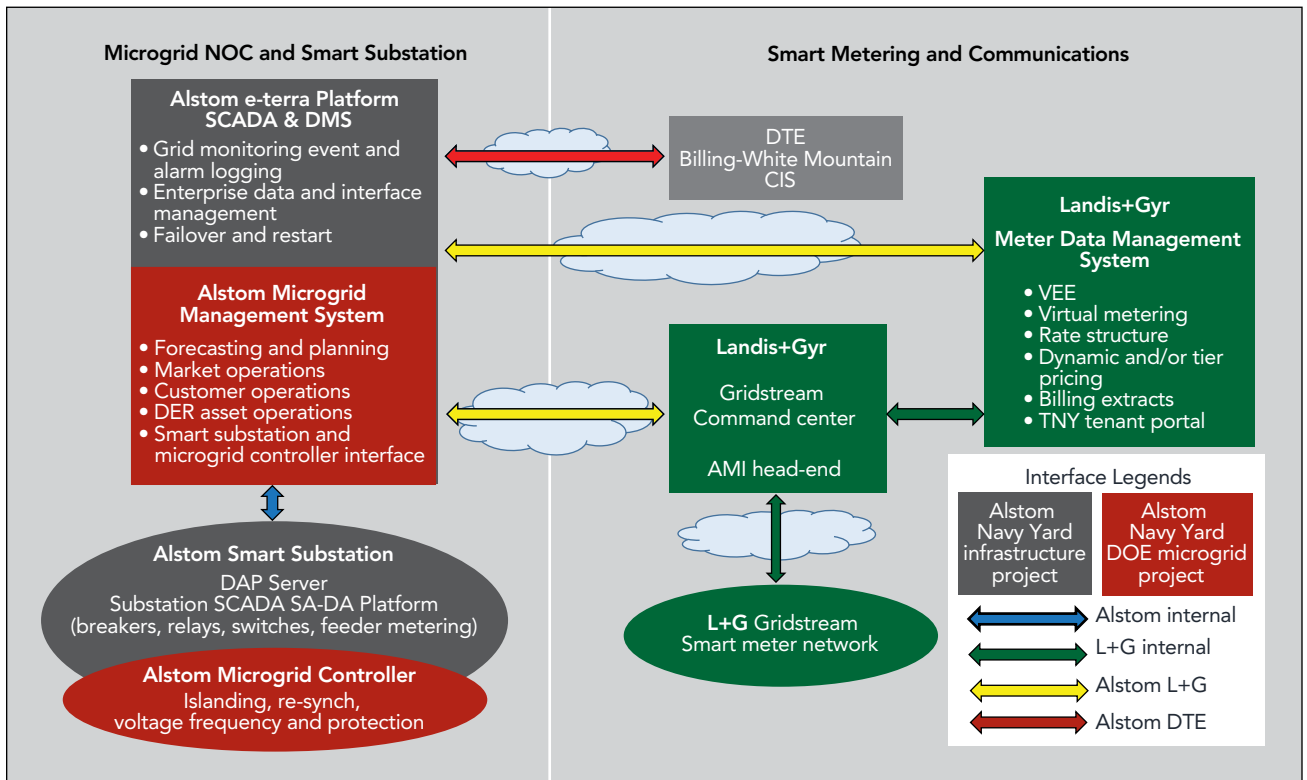 Microgrid NOC and Smart Substation
Alstom e-terra Platform
SCADA & DMS
• Grid monitoring event and
alarm logging
• Enterprise data and interface
management
• Failover and restart
Alstom Microgrid
Management System
• Forecasting and planning
• Market operations
• Customer operations
• DER asset operations
• Smart substation and
microgrid controller interface
Alstom Smart Substation
DAP Server
Substation SCADA SA-DA Platform
(breakers, relays, switches, feeder metering)
Alstom Microgrid Controller
Islanding, re-synch,
voltage frequency and protection
Smart Metering and Communications
DTE
Billing-White Mountain
CIS
Landis+Gyr
Meter Data Management
System
• VEE
• Virtual metering
• Rate structure
• Dynamic and/or tier
pricing
• Billing extracts
• TNY tenant portal
Landis+Gyr
Gridstream
Command center
AMI head-end
L+G Gridstream
Smart meter network
Interface Legends
Alstom
Navy Yard
infrastructure
project
Alstom
Navy Yard
DOE microgrid
project
Alstom internal
L+G internal
Alstom L+G
Alstom DTE